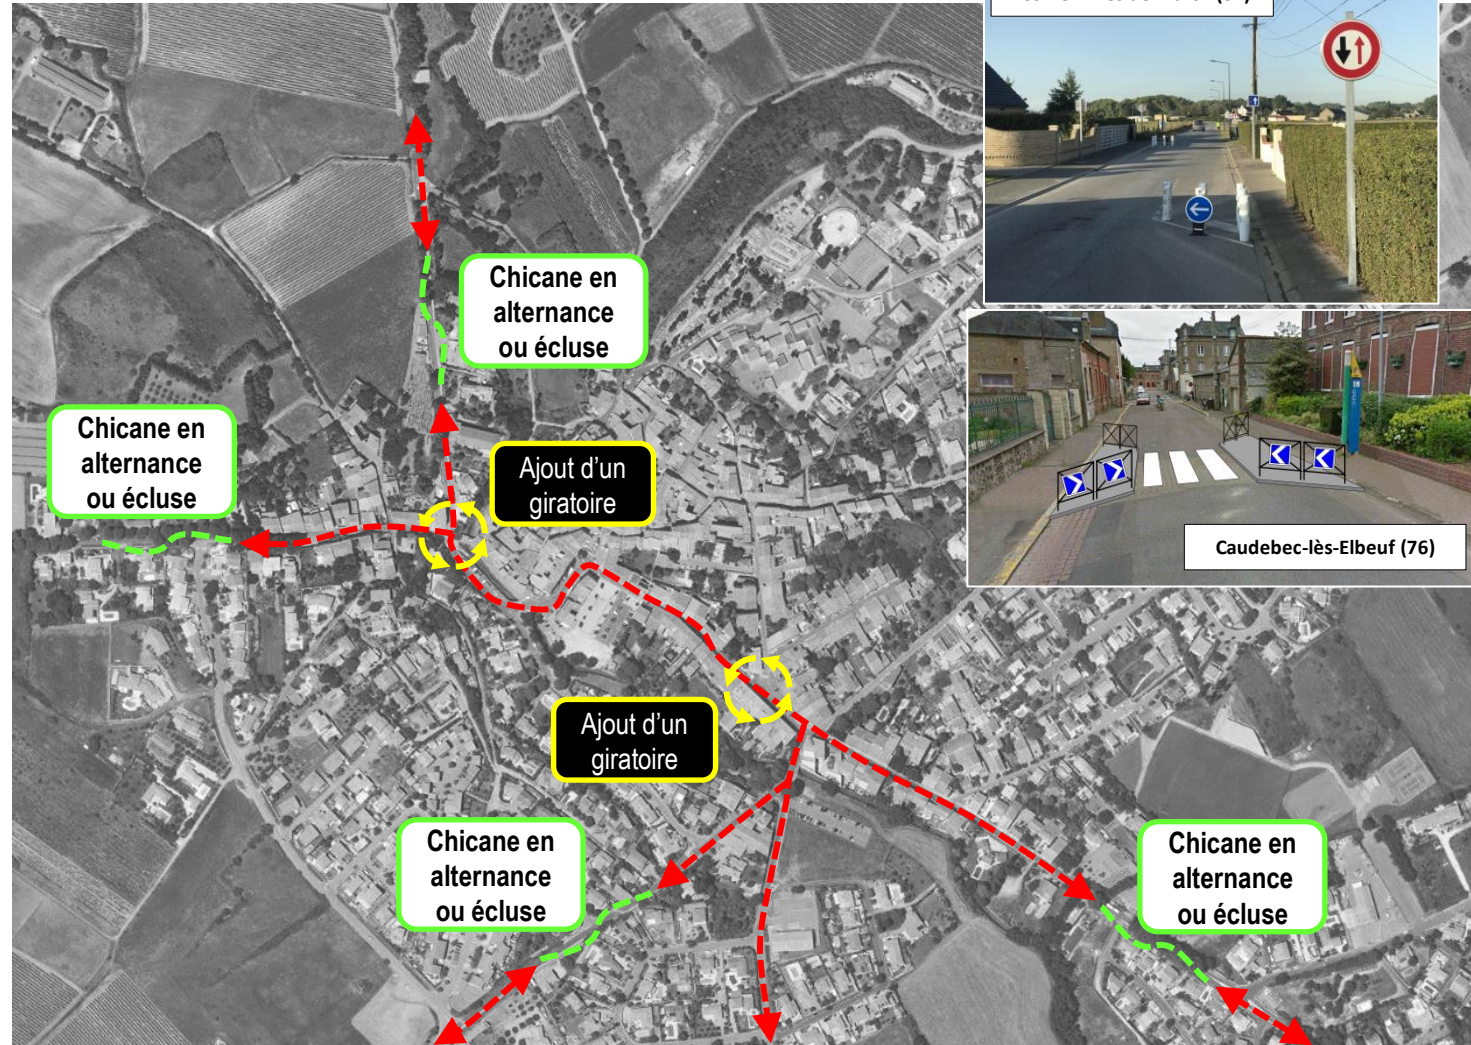 Chicane en
alternance
ou écluse
Chicane en
alternance
ou écluse
Ajout d’un
giratoire
Caudebec-lès-Elbeuf (76)
Ajout d’un
giratoire
Chicane en
alternance
ou écluse
Chicane en
alternance
ou écluse